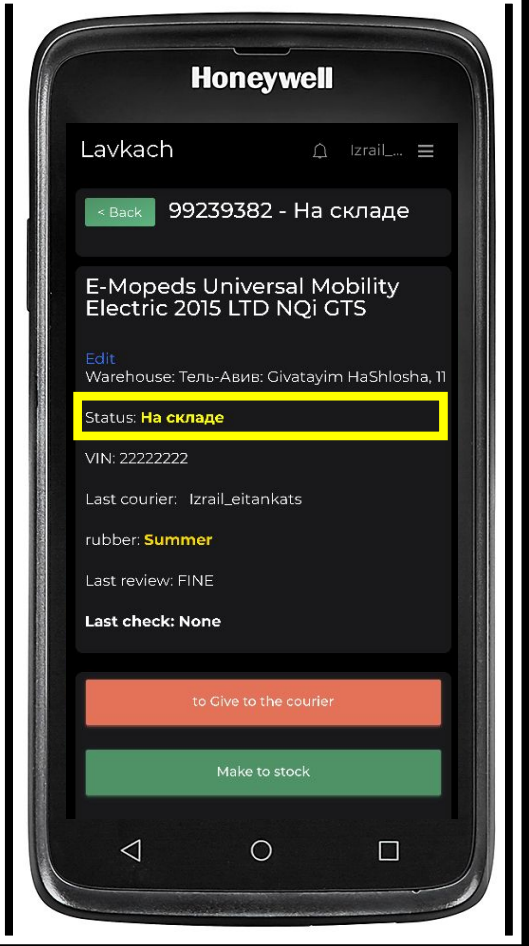 Honeywell
Lavkach Izrail_...
< Back 99239382 - На складе
E-Mopeds Universal Mobility
Electric 2015 LTD NQi GTS
Edit
Warehouse: Тель-Авив: Givatayim HaShlosha, 11
Status: На складе
VIN: 22222222
Last courier: Izrail_eitankats
rubber: Summer
Last review: FINE
Last check: None
to Give to the courier
Make to stock